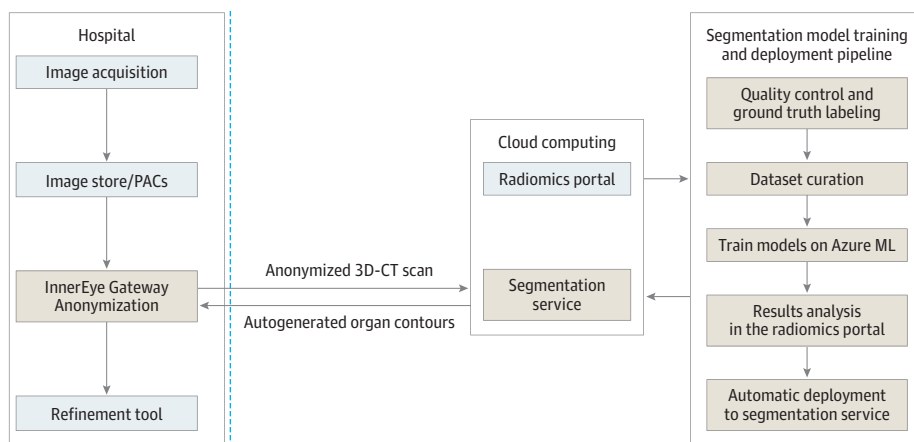 Hospital
Image acquisition
Image store/PACs
InnerEye Gateway
Anonymization
Refinement tool
Anonymized 3D-CT scan
Autogenerated organ contours
Cloud computing
Radiomics portal
Segmentation
service
Segmentation model training
and deployment pipeline
Quality control and
ground truth labeling
Dataset curation
Train models on Azure ML
Results analysis
in the radiomics portal
Automatic deployment
to segmentation service